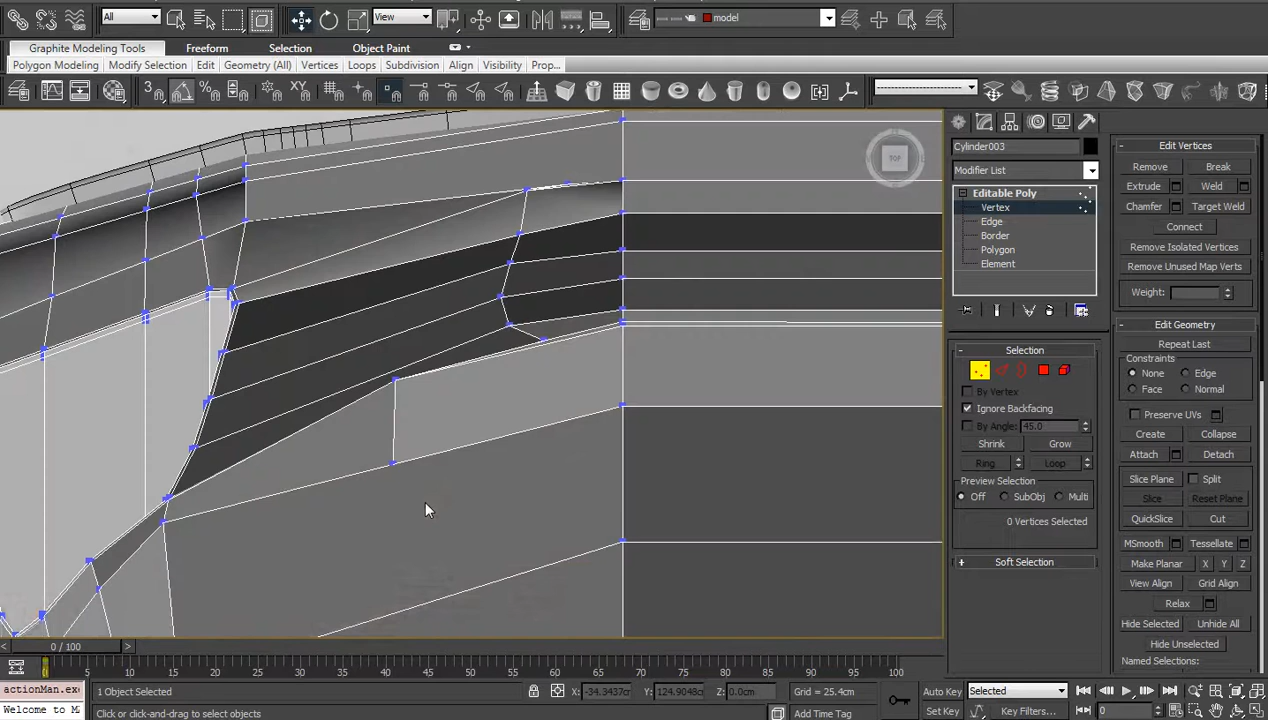 All
View
model
Graphite Modeling Tools
Freeform
Selection
Object Paint
Polygon Modeling
Modify Selection
Edit
Geometry (All)
Vertices
Loops
Subdivision
Align
Visibility
Prop...
3
%
XY
TOP
Cylinder003
Modifier List
Editable Poly
Vertex
Edge
Border
Polygon
Element
Selection
By Vertex
Ignore Backfacing
By Angle: 45.0
Shrink
Grow
Ring
Loop
Preview Selection
Off
SubObj
Multi
0 Vertices Selected
Soft Selection
Edit Vertices
Remove
Break
Extrude
Weld
Chamfer
Target Weld
Connect
Remove Isolated Vertices
Remove Unused Map Verts
Weight:
Edit Geometry
Repeat Last
Constraints
None
Edge
Face
Normal
Preserve UVs
Create
Collapse
Attach
Detach
Slice Plane
Split
Slice
Reset Plane
QuickSlice
Cut
MSmooth
Tessellate
Make Planar
X
Y
Z
View Align
Grid Align
Relax
Hide Selected
Unhide All
Hide Unselected
Named Selections:
0 / 100
5 10 15 20 25 30 35 40 45 50 55 60 65 70 75 80 85 90 95 100
actionMan.ex
1 Object Selected
X: -34.3437c
Y: 124.9048c
Z: 0.0cm
Grid = 25.4cm
Auto Key
Selected
Welcome to M
Click or click-and-drag to select objects
Add Time Tag
Set Key
Key Filters...
0